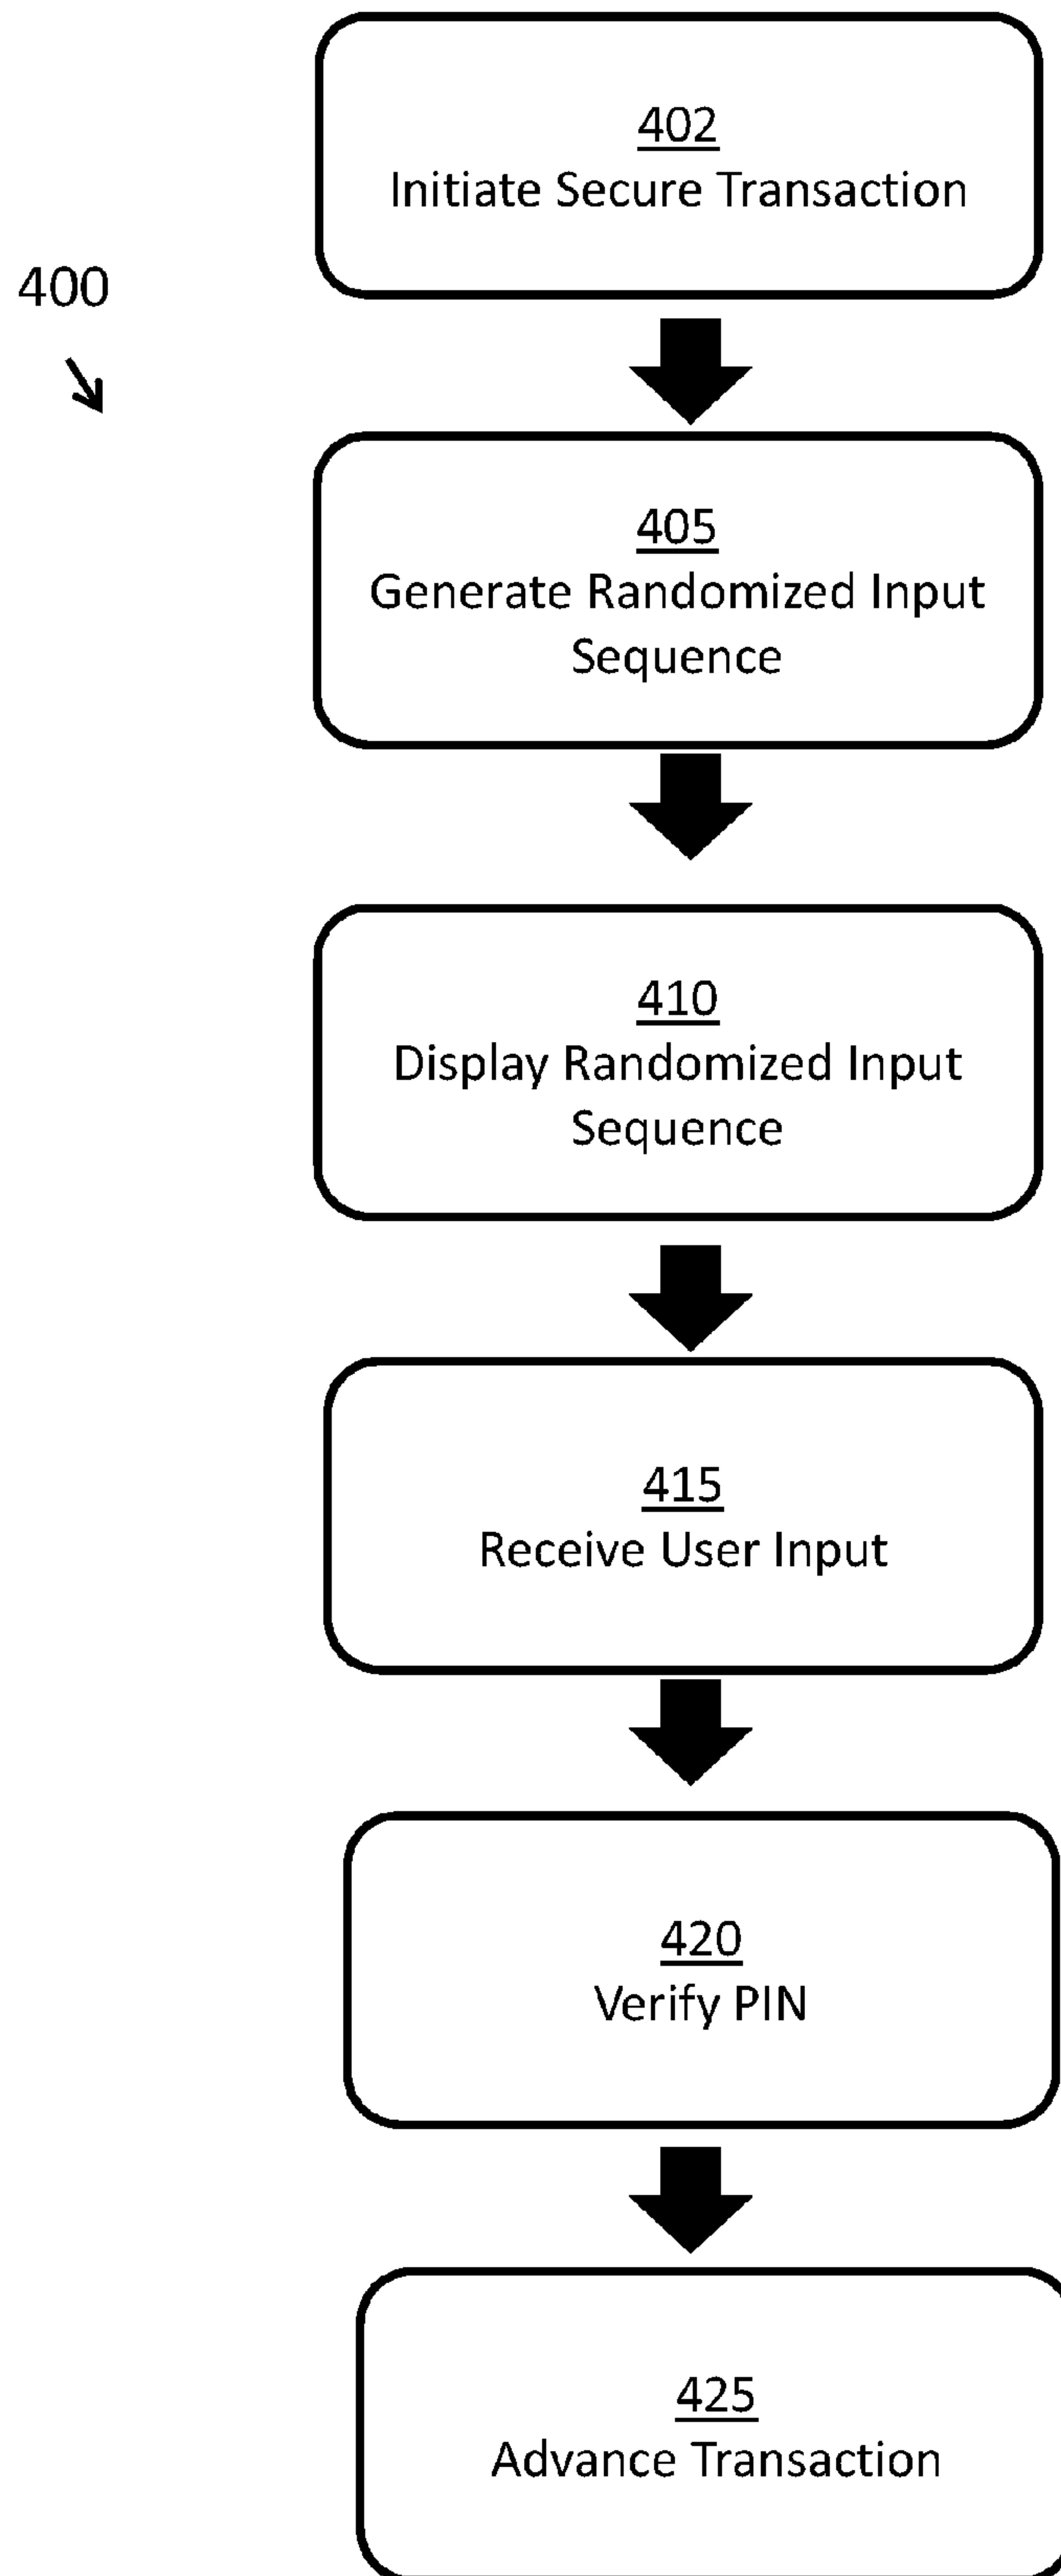 402
Initiate Secure Transaction
400
405
Generate Randomized Input
Sequence
410
Display Randomized Input
Sequence
415
Receive User Input
420
Verify PIN
425
Advance Transaction